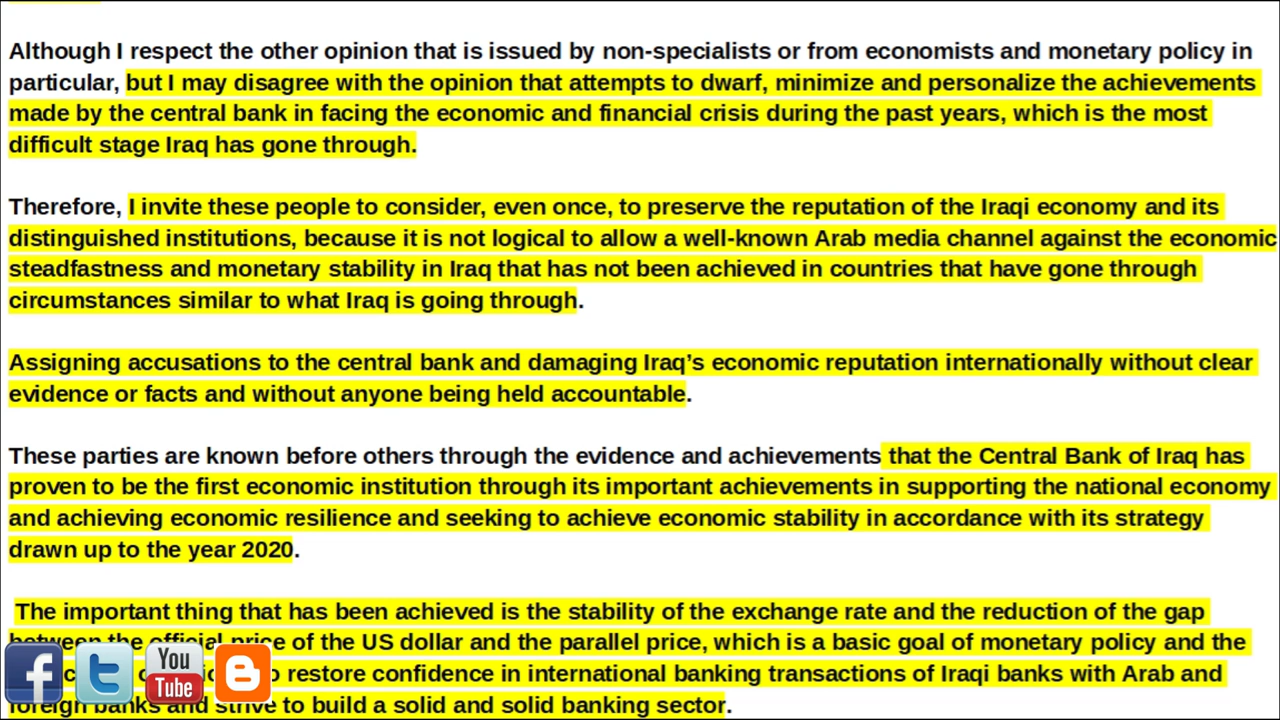 Although I respect the other opinion that is issued by non-specialists or from economists and monetary policy in
particular, but I may disagree with the opinion that attempts to dwarf, minimize and personalize the achievements
made by the central bank in facing the economic and financial crisis during the past years, which is the most
difficult stage Iraq has gone through.
Therefore, I invite these people to consider, even once, to preserve the reputation of the Iraqi economy and its
distinguished institutions, because it is not logical to allow a well-known Arab media channel against the economic
steadfastness and monetary stability in Iraq that has not been achieved in countries that have gone through
circumstances similar to what Iraq is going through.
Assigning accusations to the central bank and damaging Iraq’s economic reputation internationally without clear
evidence or facts and without anyone being held accountable.
These parties are known before others through the evidence and achievements that the Central Bank of Iraq has
proven to be the first economic institution through its important achievements in supporting the national economy
and achieving economic resilience and seeking to achieve economic stability in accordance with its strategy
drawn up to the year 2020.
The important thing that has been achieved is the stability of the exchange rate and the reduction of the gap
between the official price of the US dollar and the parallel price, which is a basic goal of monetary policy and the
restore confidence in international banking transactions of Iraqi banks with Arab and
foreign banks and strive to build a solid and solid banking sector.
You
Tube